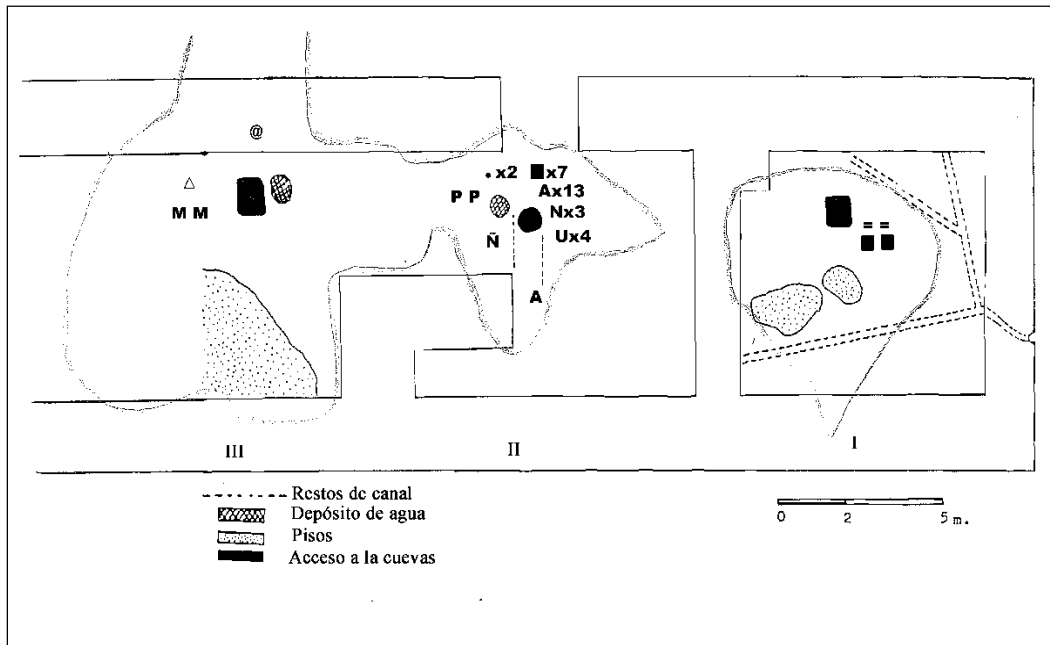 @
x2
x7
Ax13
M M
P P
Nx3
Ñ
Ux4
= =
A
III
II
I
Restos de canal
Depósito de agua
Pisos
Acceso a la cuevas
0 2 5 m.